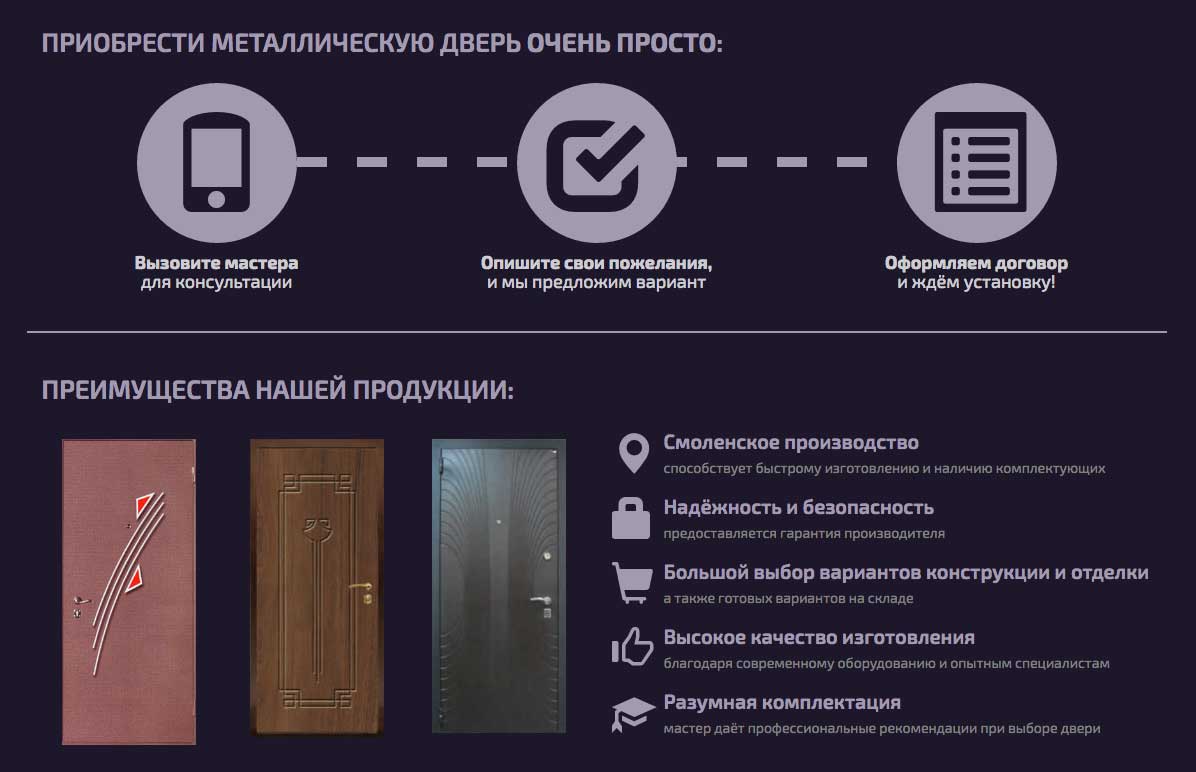 ПРИОБРЕСТИ МЕТАЛЛИЧЕСКУЮ ДВЕРЬ ОЧЕНЬ ПРОСТО:
Вызовите мастера
для консультации
Опишите свои пожелания,
и мы предложим вариант
Оформляем договор
и ждём установку!
ПРЕИМУЩЕСТВА НАШЕЙ ПРОДУКЦИИ:
Смоленское производство
способствует быстрому изготовлению и наличию комплектующих
Надёжность и безопасность
предоставляется гарантия производителя
Большой выбор вариантов конструкции и отделки
а также готовых вариантов на складе
Высокое качество изготовления
благодаря современному оборудованию и опытным специалистам
Разумная комплектация
мастер даёт профессиональные рекомендации при выборе двери